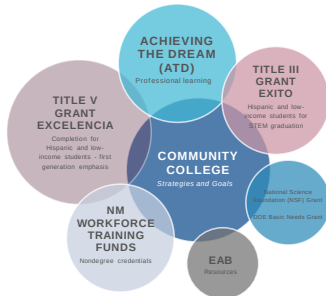 ACHIEVING
THE DREAM
(ATD)
Professional learning
TITLE III
GRANT
EXITO
Hispanic and low-
income students for
STEM graduation
TITLE V
GRANT
EXCELENCIA
Completion for
Hispanic and low-
income students - first
generation emphasis
COMMUNITY
COLLEGE
Strategies and Goals
National Science
Foundation (NSF) Grant
DOE Basic Needs Grant
NM
WORKFORCE
TRAINING
FUNDS
Nondegree credentials
EAB
Resources